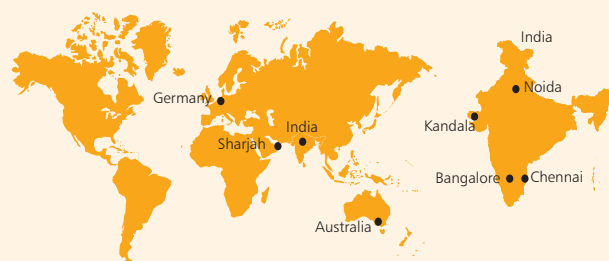 India
Noida
Germany
Kandala
India
Sharjah
Bangalore
Chennai
Australia